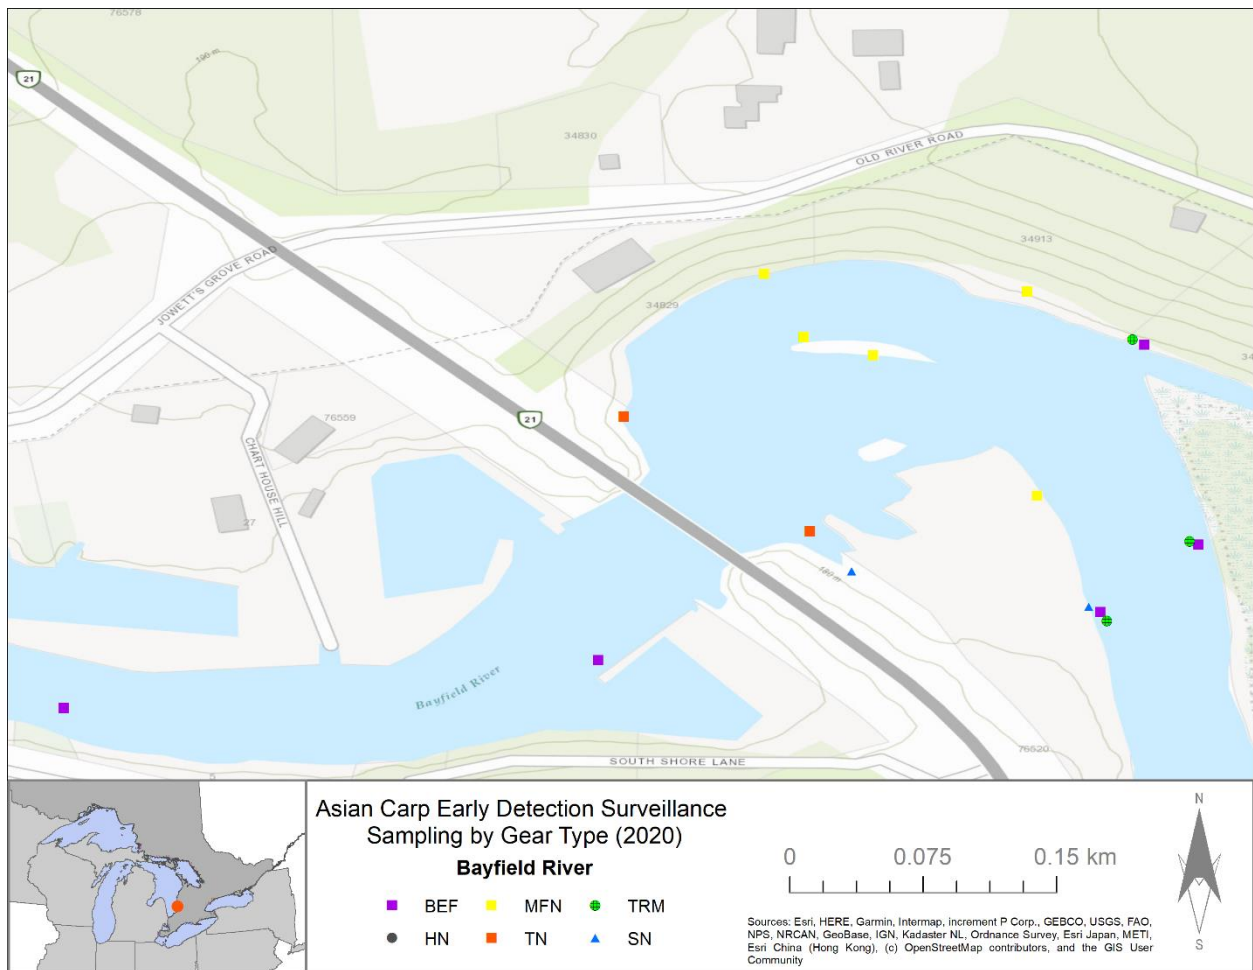 76578
190 m
21
34830
OLD RIVER ROAD
34913
JOWETT'S GROVE ROAD
34829
34
76559
21
CHART HOUSE HILL
27
190 m
Bayfield River
76520
SOUTH SHORE LANE
5
Asian Carp Early Detection Surveillance
Sampling by Gear Type (2020)
Bayfield River
BEF MFN TRM
HN TN SN
0 0.075 0.15 km
N
S
Sources: Esri, HERE, Garmin, Intermap, increment P Corp., GEBCO, USGS, FAO,
NPS, NRCAN, GeoBase, IGN, Kadaster NL, Ordnance Survey, Esri Japan, METI,
Esri China (Hong Kong), (c) OpenStreetMap contributors, and the GIS User
Community